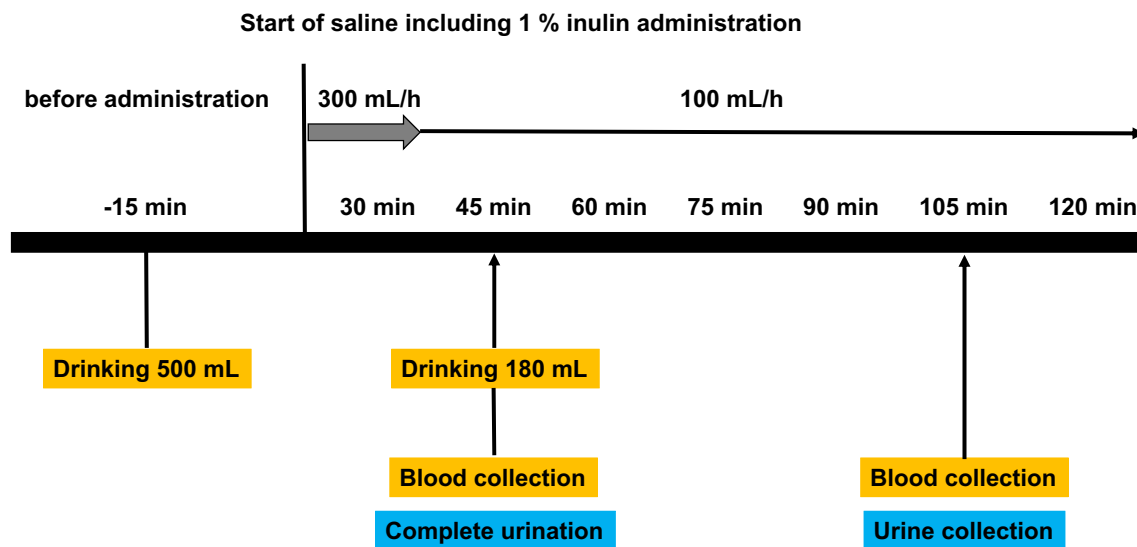 Start of saline including 1 % inulin administration
before administration
300 mL/h
100 mL/h
-15 min
30 min
45 min
60 min
75 min
90 min
105 min
120 min
Drinking 500 mL
Drinking 180 mL
Blood collection
Blood collection
Complete urination
Urine collection